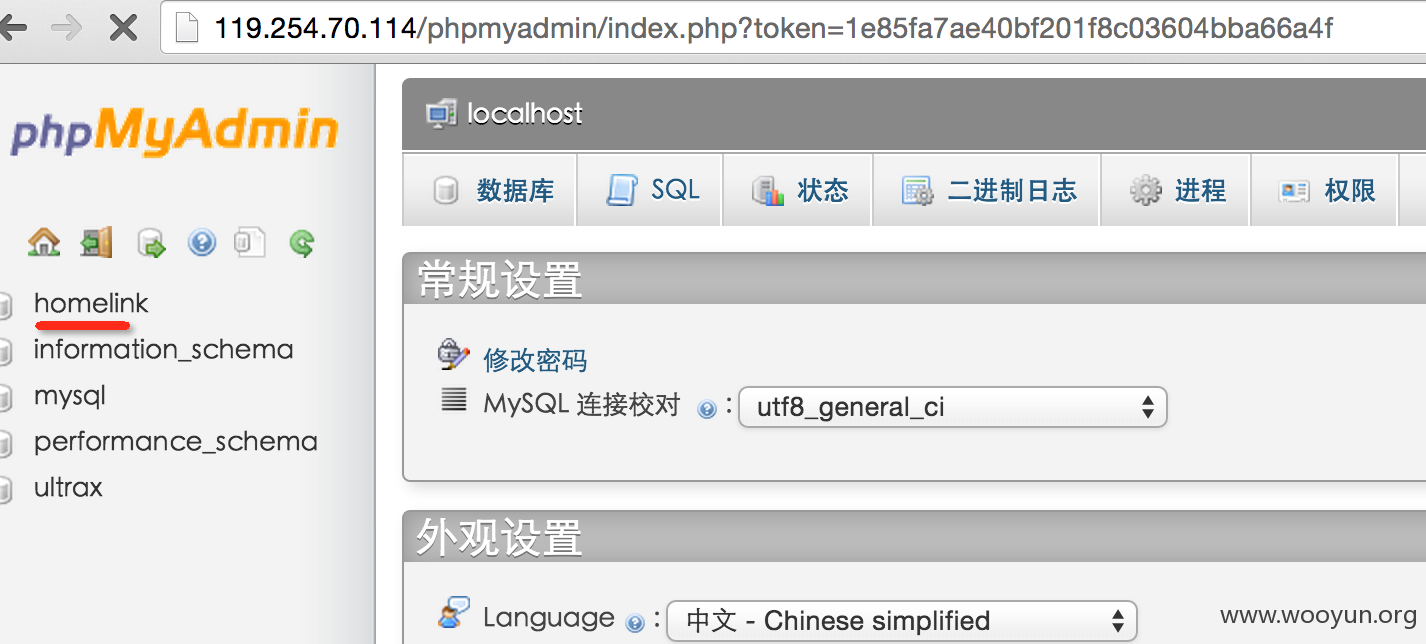 119.254.70.114/phpmyadmin/index.php?token=1e85fa7ae40bf201f8c03604bba66a4f
phpMyAdmin
homelink
information_schema
mysql
performance_schema
ultrax
localhost
数据库 SQL 状态 二进制日志 进程 权限
常规设置
修改密码
MySQL 连接校对 : utf8_general_ci
外观设置
Language : 中文 - Chinese simplified
www.wooyun.org